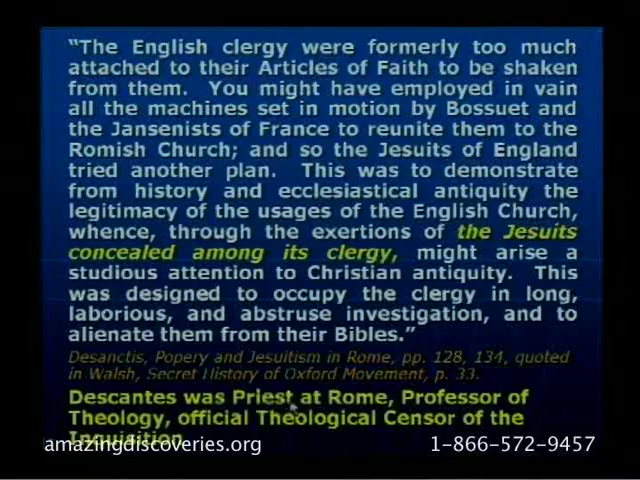 “The English clergy were formerly too much
attached to their Articles of Faith to be shaken
from them. You might have employed in vain
all the machines set in motion by Bossuet and
the Jansenists of France to reunite them to the
Romish Church; and so the Jesuits of England
tried another plan. This was to demonstrate
from history and ecclesiastical antiquity the
legitimacy of the usages of the English Church,
whence, through the exertions of the Jesuits
concealed among its clergy, might arise a
studious attention to Christian antiquity. This
was designed to occupy the clergy in long,
laborious, and abstruse investigation, and to
alienate them from their Bibles.”
Desanctis, Popery and Jesuitism in Rome, pp. 128, 134, quoted
in Walsh, Secret History of Oxford Movement, p. 33.
Descantes was Priest at Rome, Professor of
Theology, official Theological Censor of the
Inquisition
amazingdiscoveries.org 1-866-572-9457